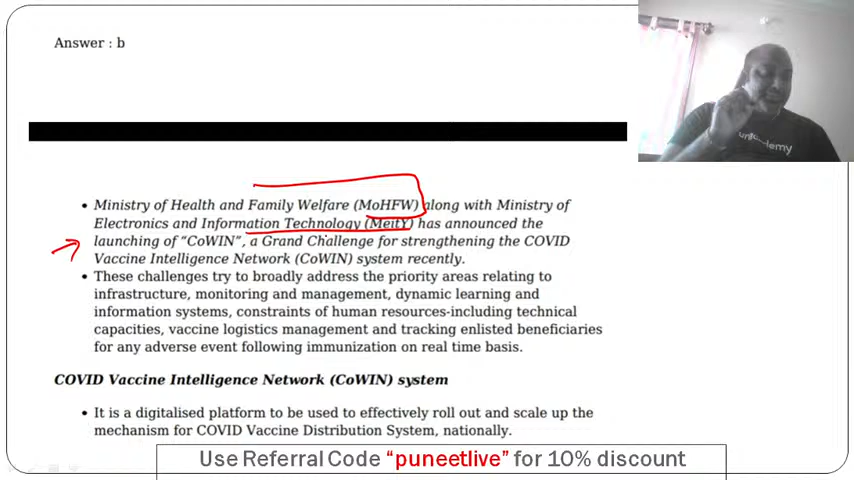 Answer : b
Ministry of Health and Family Welfare (MoHFW) along with Ministry of
Electronics and Information Technology (MeitY) has announced the
launching of “CoWIN”, a Grand Challenge for strengthening the COVID
Vaccine Intelligence Network (CoWIN) system recently.
These challenges try to broadly address the priority areas relating to
infrastructure, monitoring and management, dynamic learning and
information systems, constraints of human resources-including technical
capacities, vaccine logistics management and tracking enlisted beneficiaries
for any adverse event following immunization on real time basis.
COVID Vaccine Intelligence Network (CoWIN) system
It is a digitalised platform to be used to effectively roll out and scale up the
mechanism for COVID Vaccine Distribution System, nationally.
Use Referral Code “puneetlive” for 10% discount